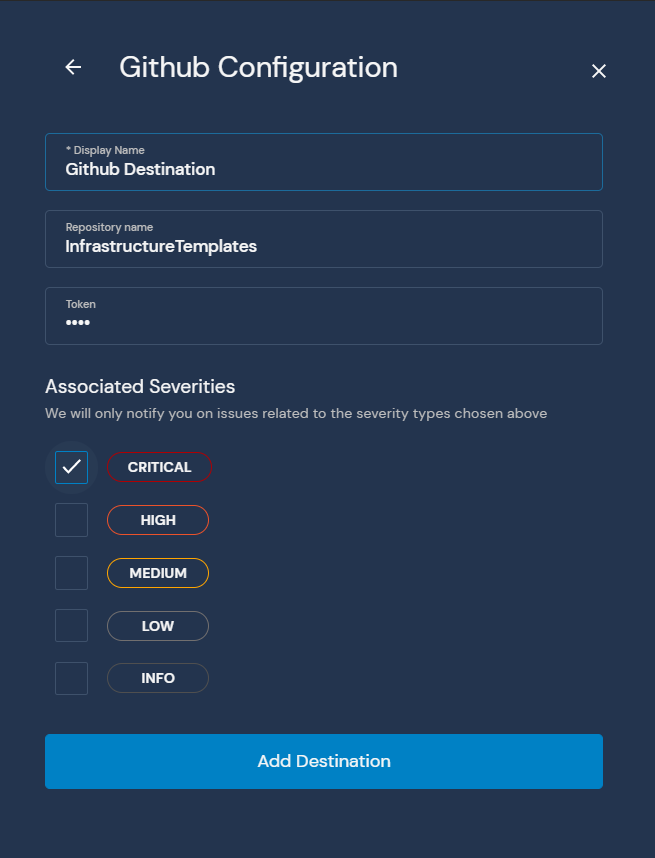 Github Configuration
* Display Name
Github Destination
Repository name
InfrastructureTemplates
Token
••••
Associated Severities
We will only notify you on issues related to the severity types chosen above
CRITICAL
HIGH
MEDIUM
LOW
INFO
Add Destination